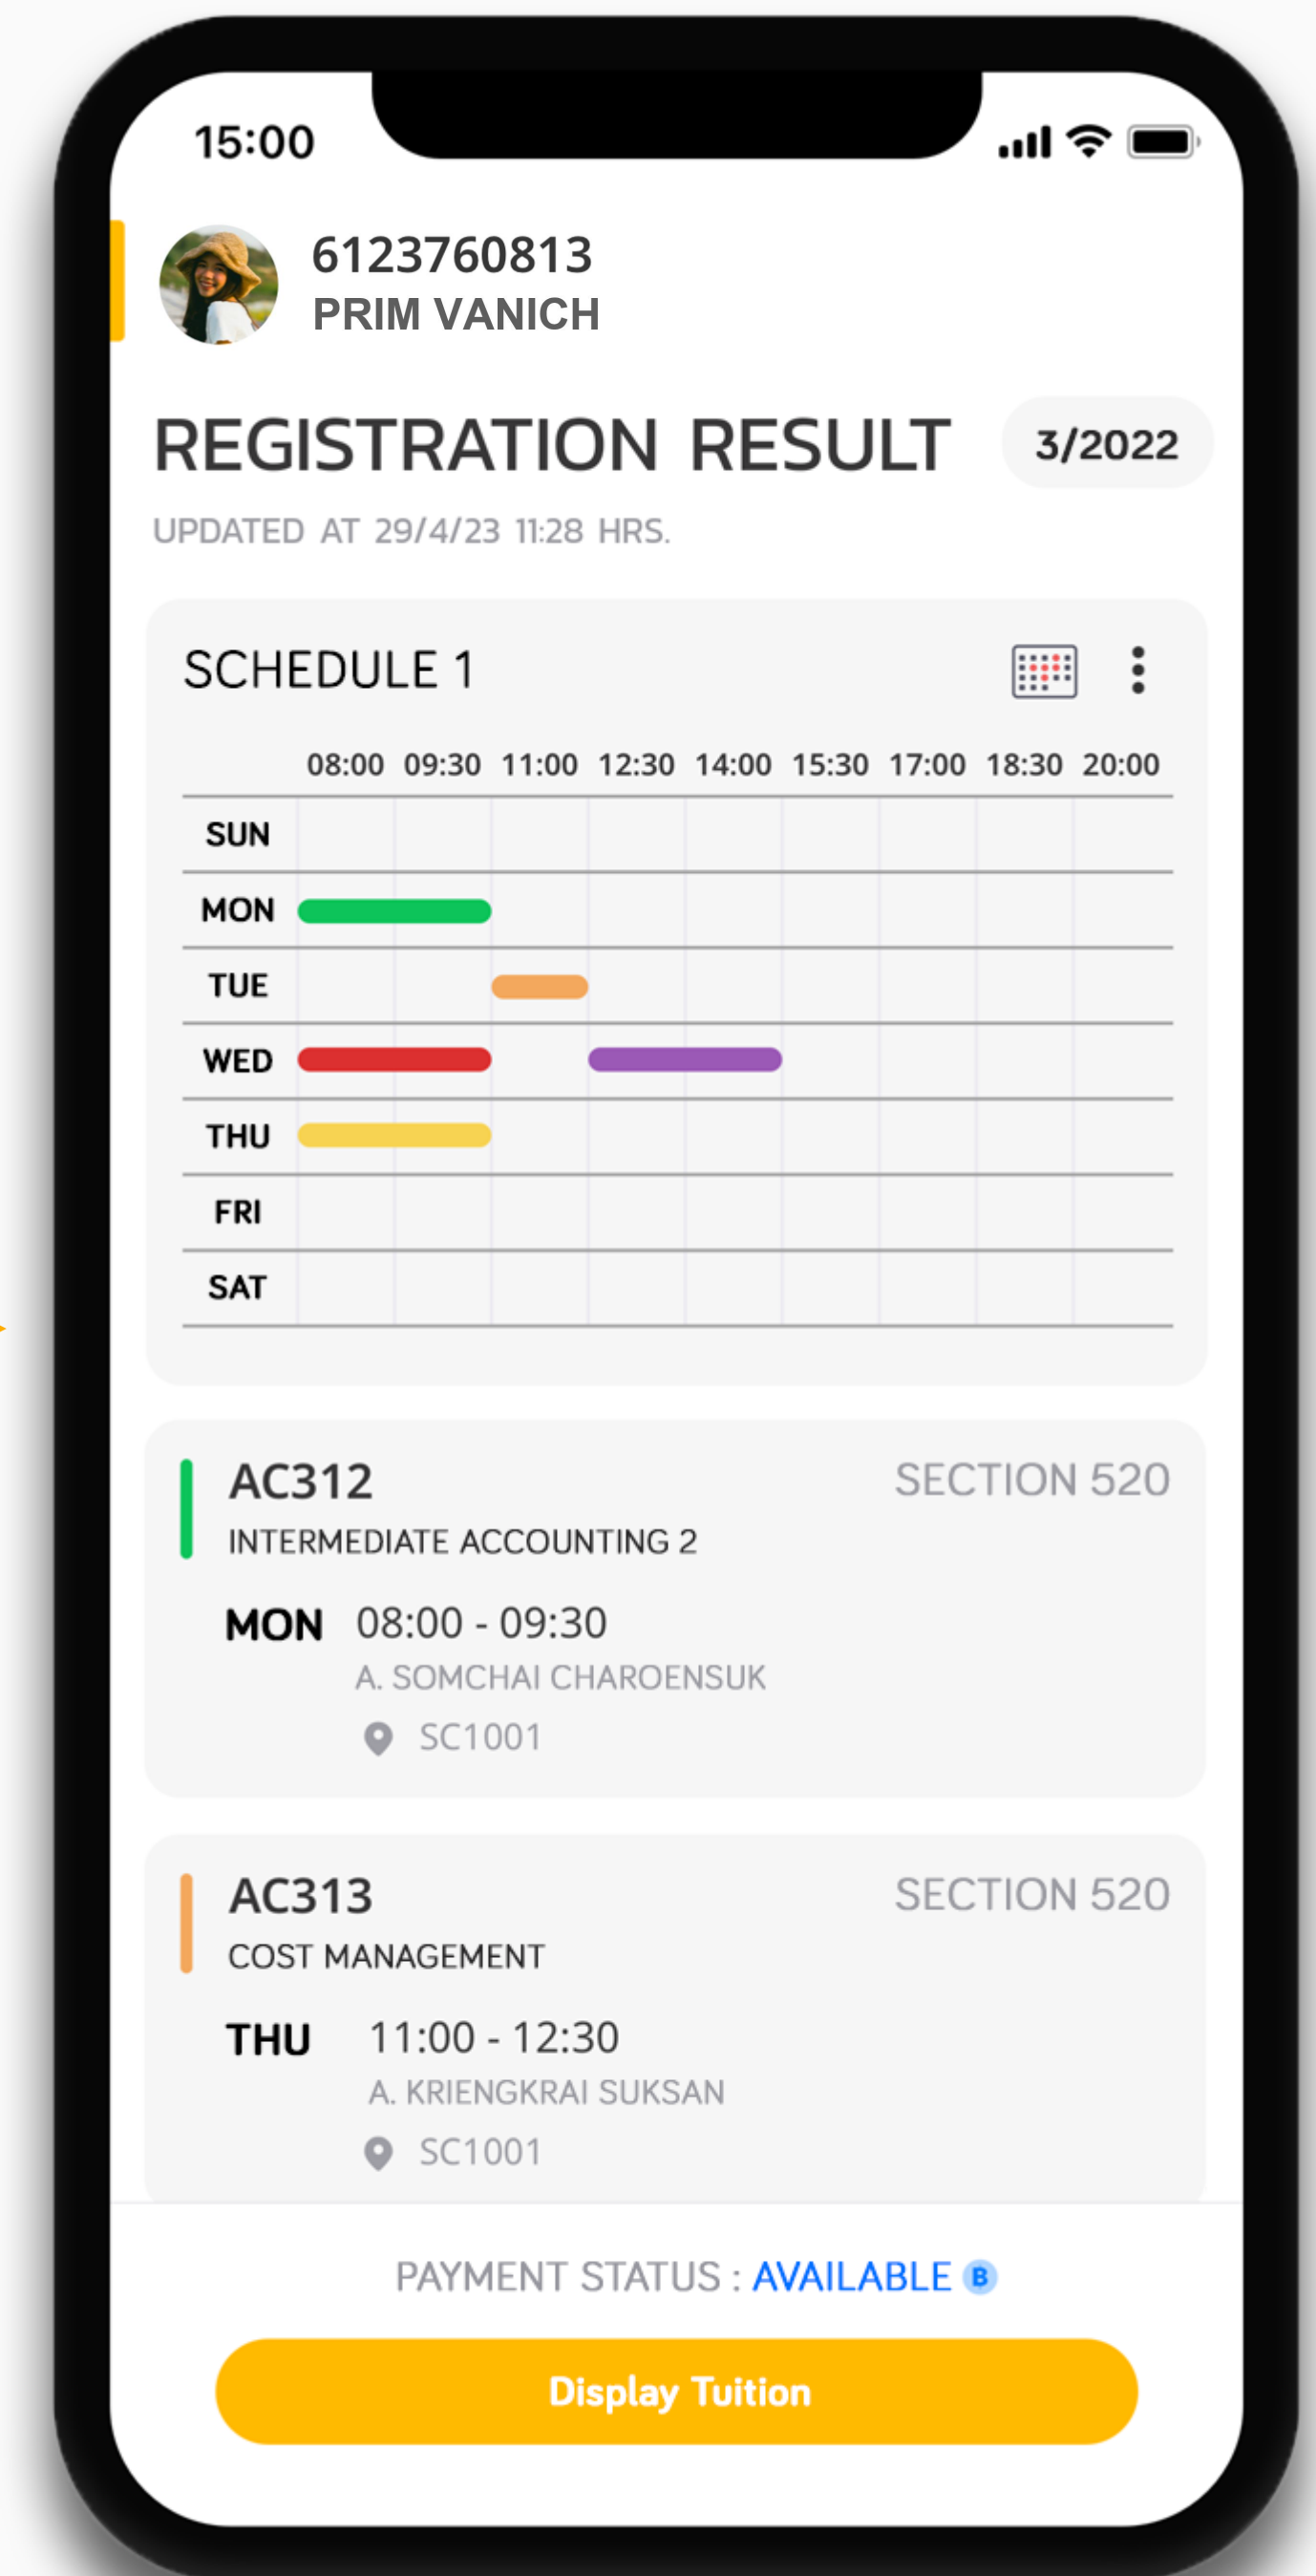 15:00
6123760813
PRIM VANICH
REGISTRATION RESULT
3/2022
UPDATED AT 29/4/23 11:28 HRS.
SCHEDULE 1
08:00 09:30 11:00 12:30 14:00 15:30 17:00 18:30 20:00
SUN
MON
TUE
WED
THU
FRI
SAT
AC312 SECTION 520
INTERMEDIATE ACCOUNTING 2
MON 08:00 - 09:30
A. SOMCHAI CHAROENSUK
SC1001
AC313 SECTION 520
COST MANAGEMENT
THU 11:00 - 12:30
A. KRIENGKRAI SUKSAN
SC1001
PAYMENT STATUS : AVAILABLE B
Display Tuition